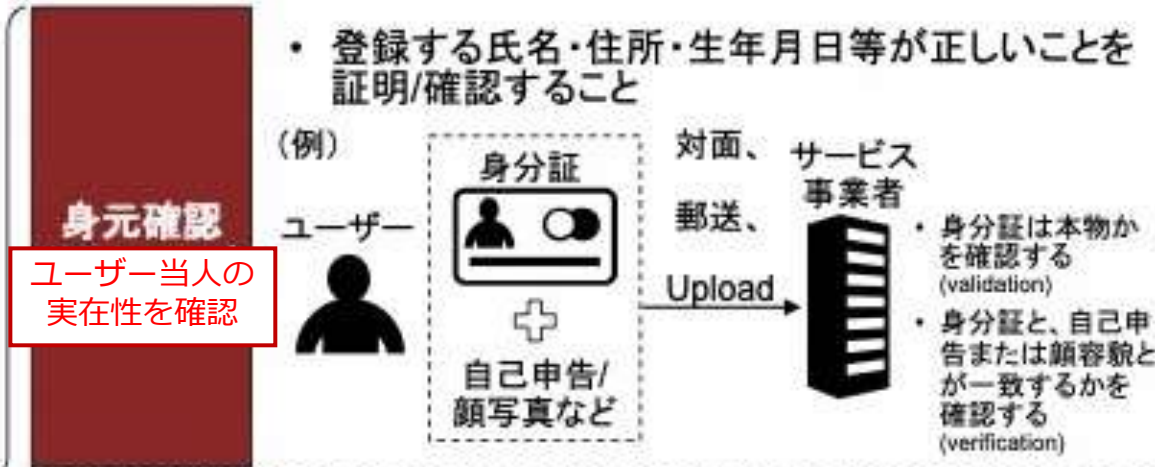 ・ 登録する氏名・住所・生年月日等が正しいことを
証明/確認すること
身元確認
ユーザー当人の
実在性を確認
(例)
ユーザー
身分証
自己申告/
顔写真など
対面、
郵送、
Upload
サービス
事業者
・ 身分証は本物か
を確認する
(validation)
・ 身分証と、自己申
告または顔容貌と
が一致するかを
確認する
(verification)